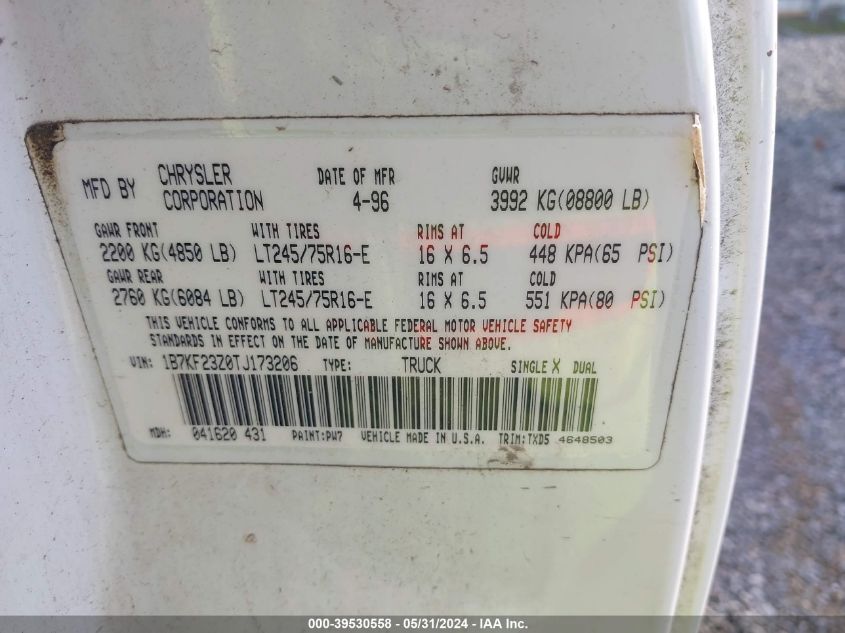 MFD BY CHRYSLER CORPORATION DATE OF MFR 4-96 GVWR 3992 KG(08800 LB)
GAWR FRONT WITH TIRES RIMS AT COLD
2200 KG(4850 LB) LT245/75R16-E 16 X 6.5 448 KPA(65 PSI)
GAWR REAR WITH TIRES RIMS AT COLD
2760 KG(6084 LB) LT245/75R16-E 16 X 6.5 551 KPA(80 PSI)
THIS VEHICLE CONFORMS TO ALL APPLICABLE FEDERAL MOTOR VEHICLE SAFETY
STANDARDS IN EFFECT ON THE DATE OF MANUFACTURE SHOWN ABOVE.
VIN: 1B7KF23Z0TJ173206 TYPE: TRUCK SINGLE X DUAL
MDH: 041620 431 PAINT:PW7 VEHICLE MADE IN U.S.A. TRIM:TXD5 4648503
000-39530558 - 05/31/2024 - IAA Inc.